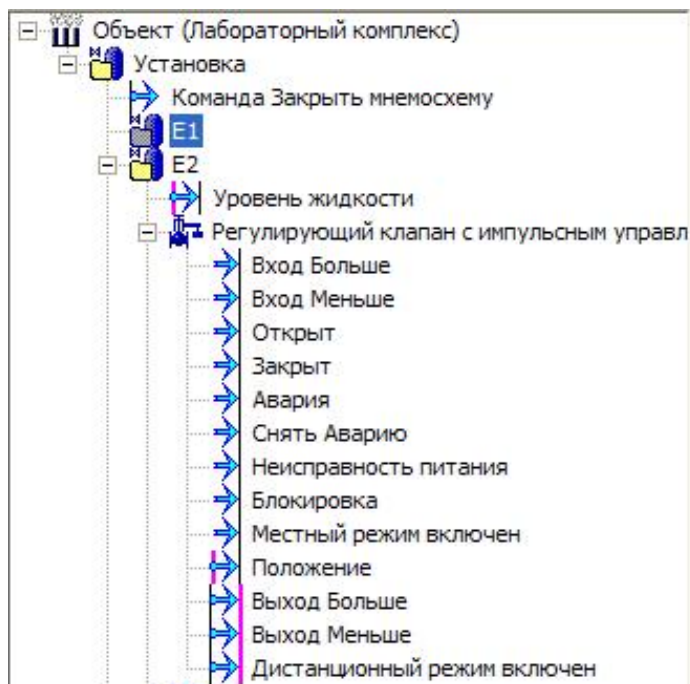 Объект (Лабораторный комплекс)
Установка
Команда Закрыть мнемосхему
E1
E2
Уровень жидкости
Регулирующий клапан с импульсным управл
Вход Больше
Вход Меньше
Открыт
Закрыт
Авария
Снять Аварию
Неисправность питания
Блокировка
Местный режим включен
Положение
Выход Больше
Выход Меньше
Дистанционный режим включен